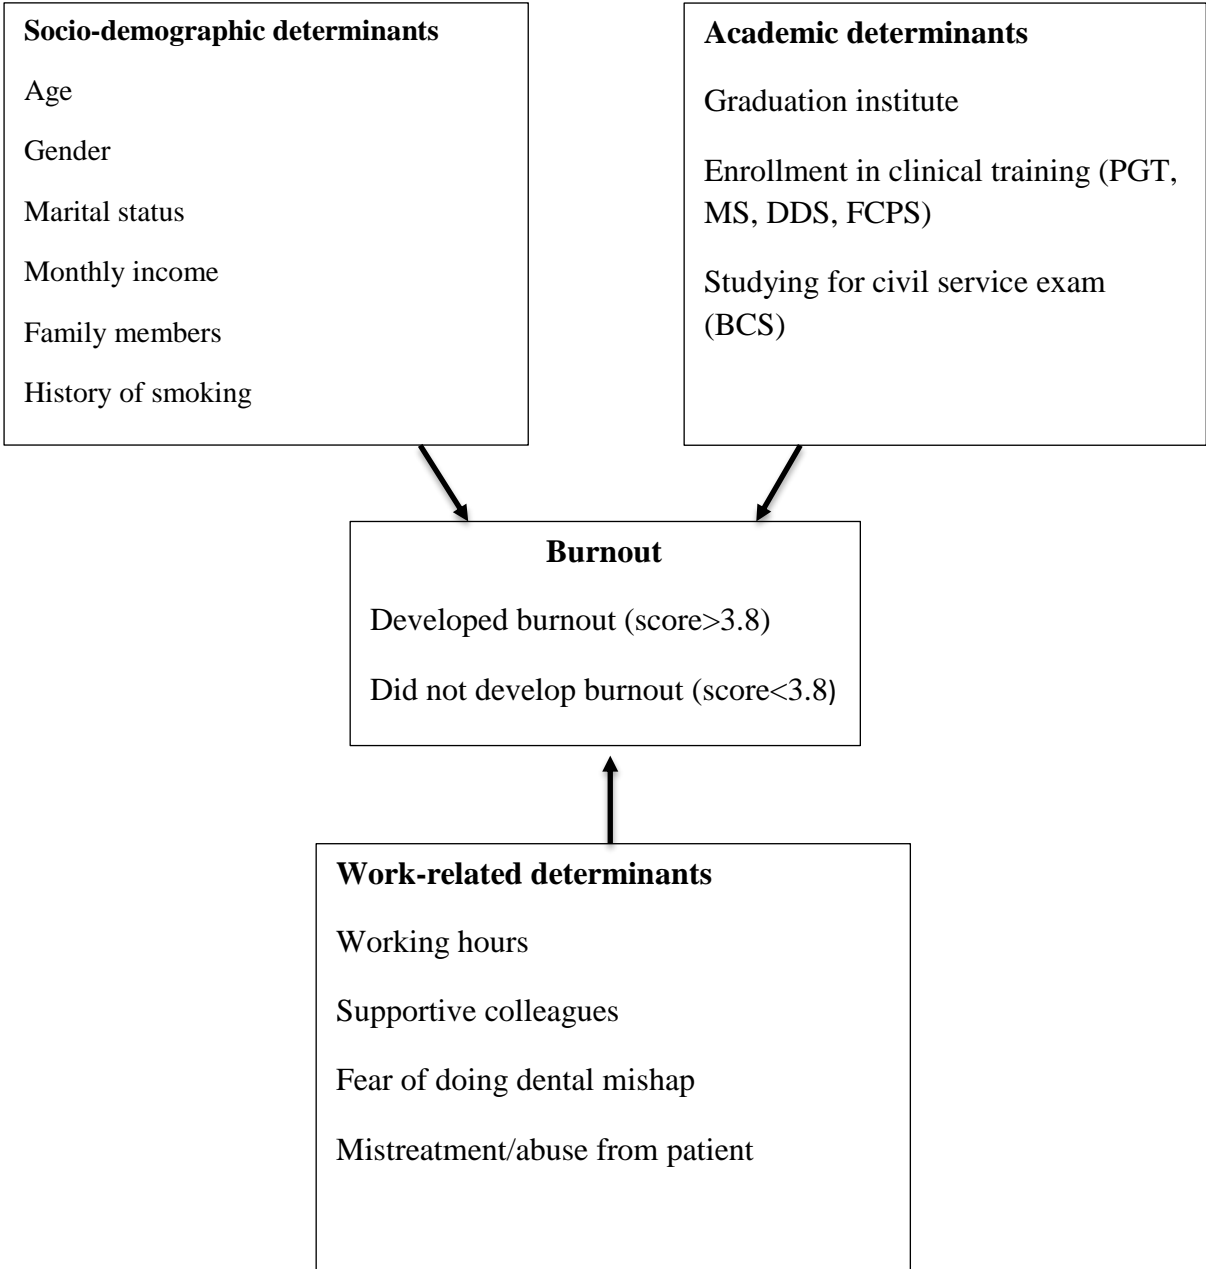 Socio-demographic determinants
Age
Gender
Marital status
Monthly income
Family members
History of smoking
Academic determinants
Graduation institute
Enrollment in clinical training (PGT,
MS, DDS, FCPS)
Studying for civil service exam
(BCS)
Burnout
Developed burnout (score>3.8)
Did not develop burnout (score<3.8)
Work-related determinants
Working hours
Supportive colleagues
Fear of doing dental mishap
Mistreatment/abuse from patient